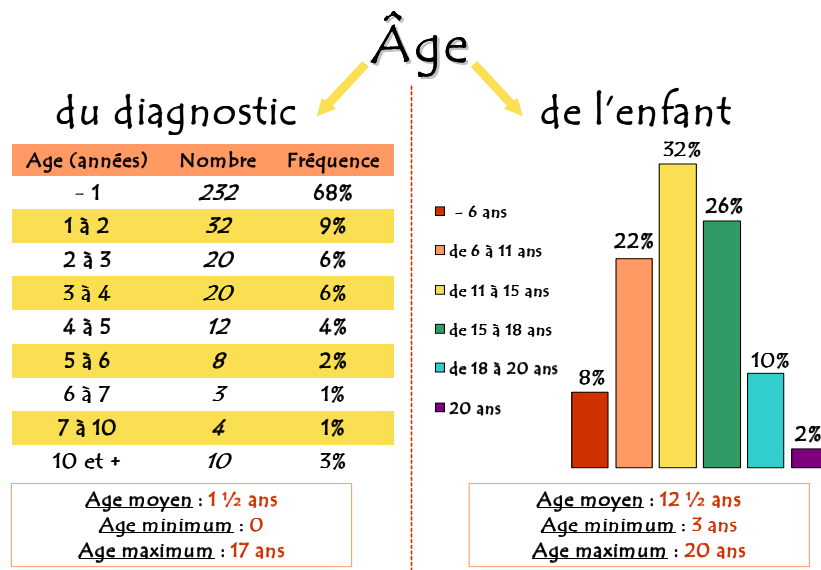 Âge
du diagnostic
Age (années) Nombre Fréquence
- 1 232 68%
1 à 2 32 9%
2 à 3 20 6%
3 à 4 20 6%
4 à 5 12 4%
5 à 6 8 2%
6 à 7 3 1%
7 à 10 4 1%
10 et + 10 3%
Age moyen : 1 ½ ans
Age minimum : 0
Age maximum : 17 ans
de l'enfant
- 6 ans
de 6 à 11 ans
de 11 à 15 ans
de 15 à 18 ans
de 18 à 20 ans
20 ans
8%
22%
32%
26%
10%
2%
Age moyen : 12 ½ ans
Age minimum : 3 ans
Age maximum : 20 ans